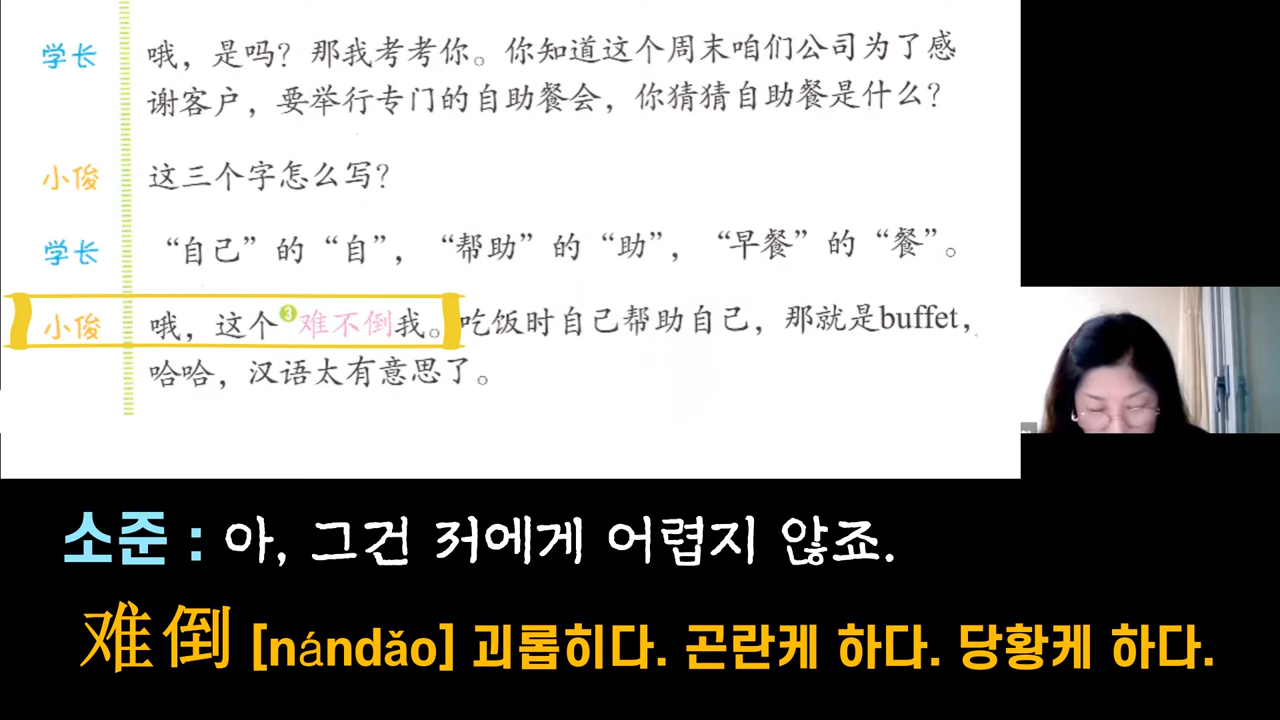 学长 哦，是吗？那我考考你。你知道这个周末咱们公司为了感
谢客户，要举行专门的自助餐会，你猜猜自助餐是什么？
小俊 这三个字怎么写？
学长 “自己”的“自”，“帮助”的“助”，“早餐”的“餐”。
小俊 哦，这个❸难不倒我。吃饭时自己帮助自己，那就是buffet，
哈哈，汉语太有意思了。
소준 : 아, 그건 저에게 어렵지 않죠.
难倒 [nándǎo] 괴롭히다. 곤란케 하다. 당황케 하다.